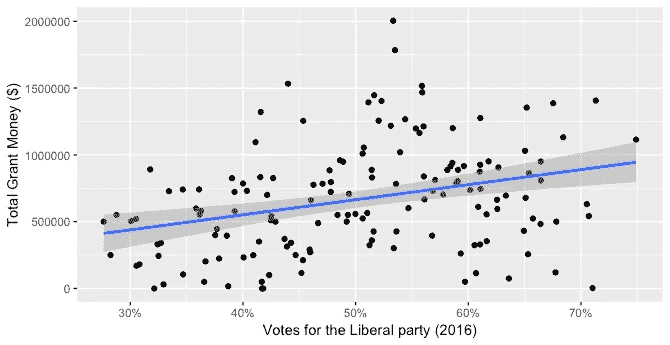 Total Grant Money ($)
2000000
1500000
1000000
500000
0
30% 40% 50% 60% 70%
Votes for the Liberal party (2016)